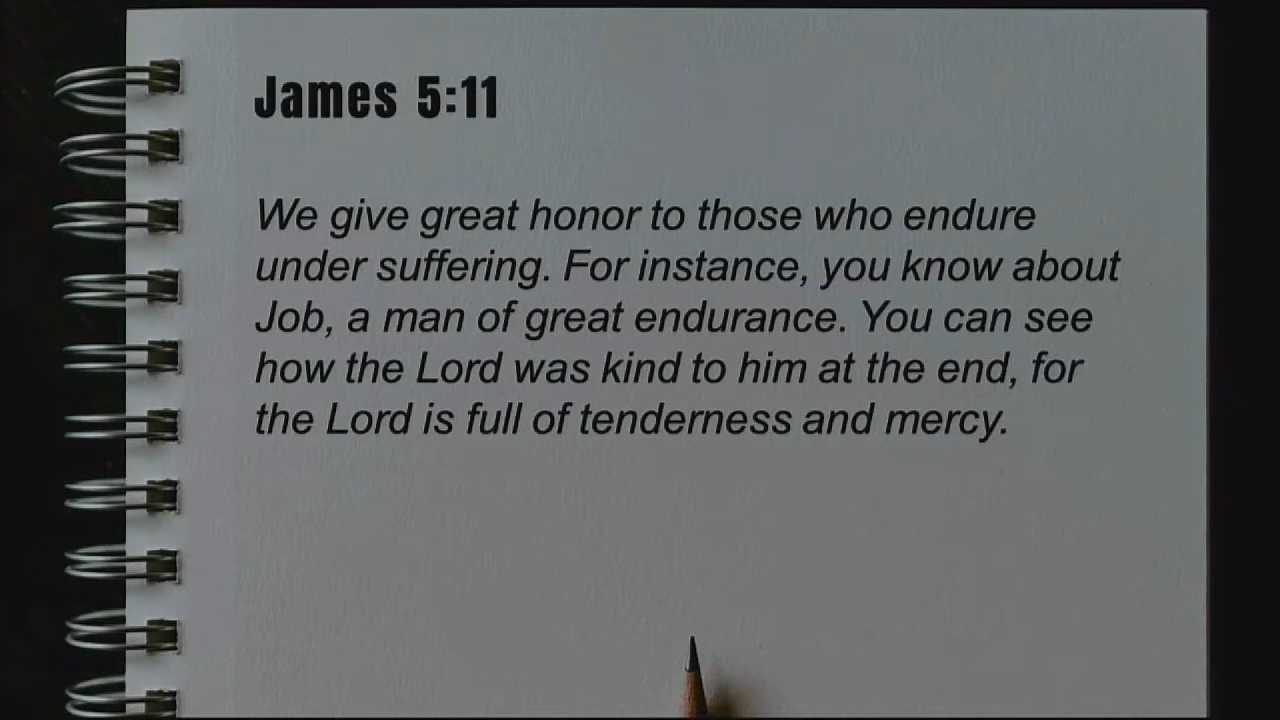 James 5:11
We give great honor to those who endure
under suffering. For instance, you know about
Job, a man of great endurance. You can see
how the Lord was kind to him at the end, for
the Lord is full of tenderness and mercy.